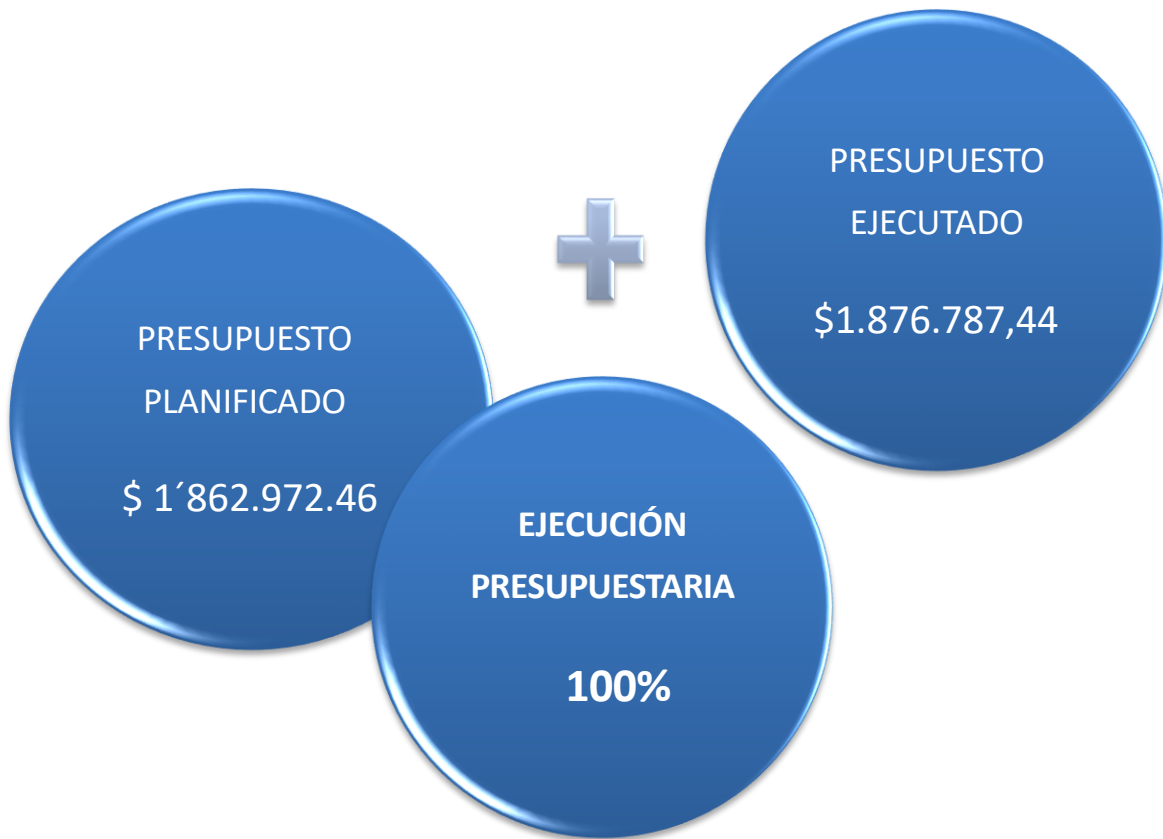 PRESUPUESTO
PLANIFICADO
$ 1´862.972.46
PRESUPUESTO
EJECUTADO
$1.876.787,44
EJECUCIÓN
PRESUPUESTARIA
100%